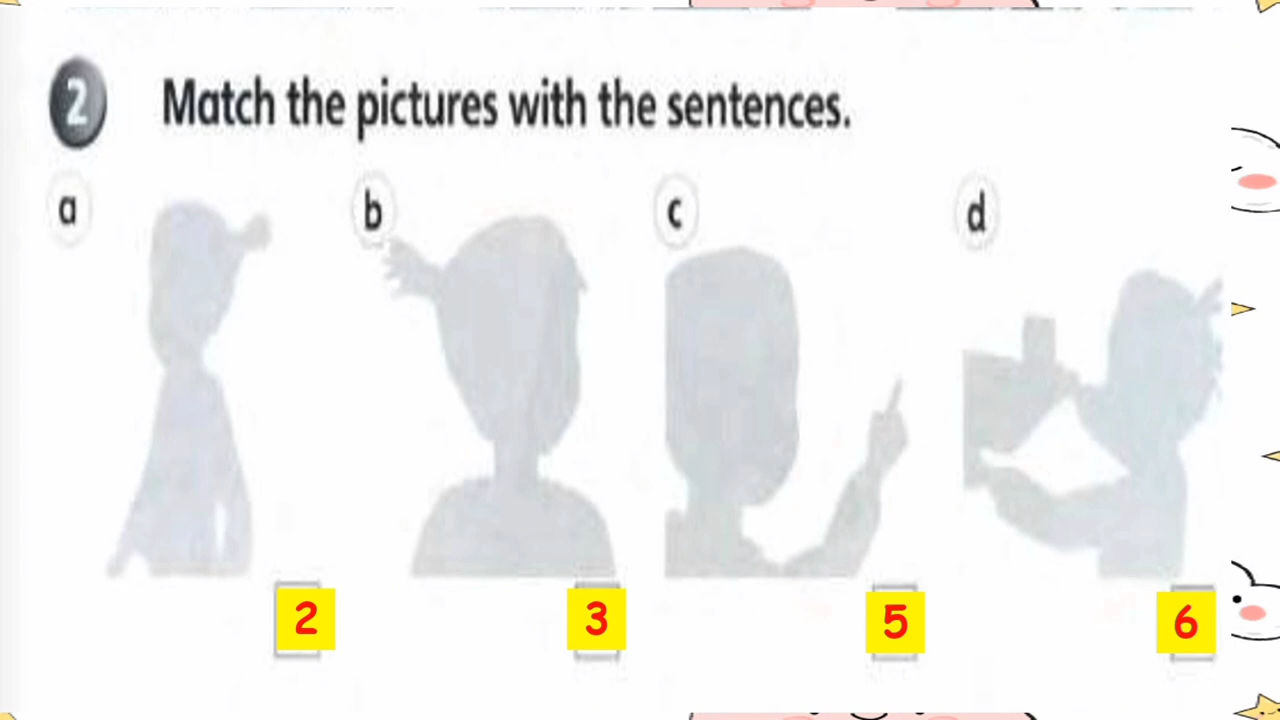 2 Match the pictures with the sentences.
a b c d
2 3 5 6